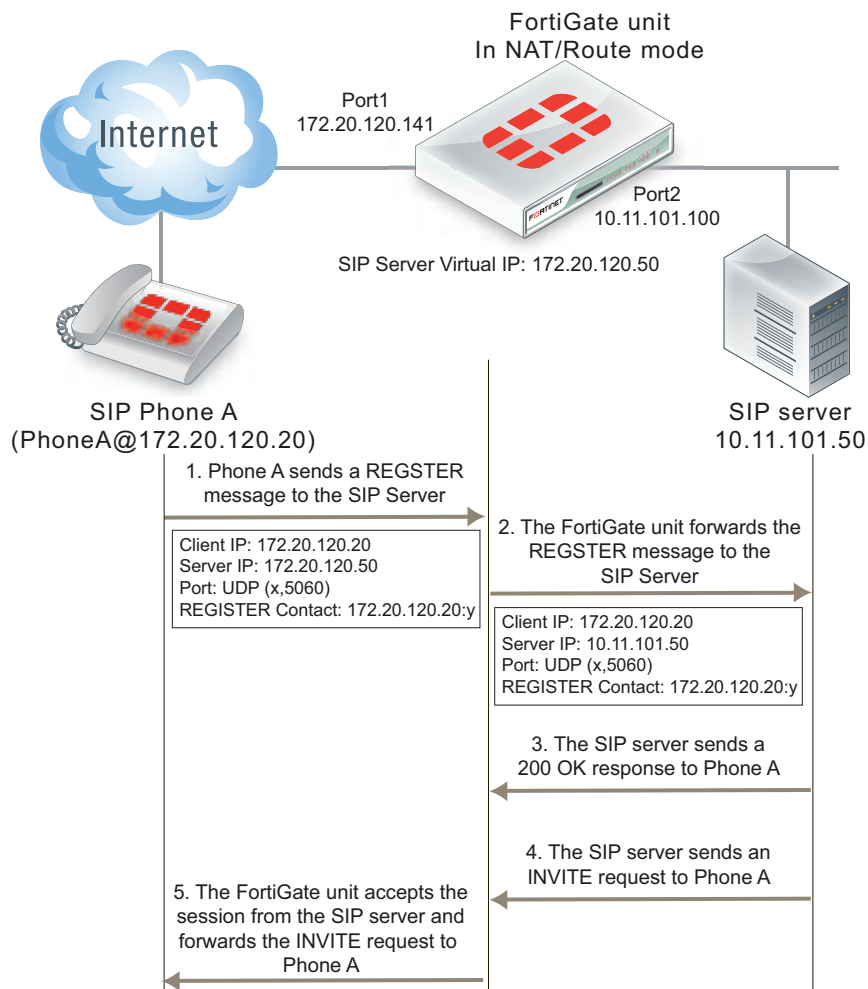 FortiGate unit
In NAT/Route mode
Port1
172.20.120.141
Internet
FORTINET
Port2
10.11.101.100
SIP Server Virtual IP: 172.20.120.50
SIP Phone A
(PhoneA@172.20.120.20)
SIP server
10.11.101.50
1. Phone A sends a REGSTER
message to the SIP Server
Client IP: 172.20.120.20
Server IP: 172.20.120.50
Port: UDP (x,5060)
REGISTER Contact: 172.20.120.20:y
2. The FortiGate unit forwards the
REGSTER message to the
SIP Server
Client IP: 172.20.120.20
Server IP: 10.11.101.50
Port: UDP (x,5060)
REGISTER Contact: 172.20.120.20:y
3. The SIP server sends a
200 OK response to Phone A
4. The SIP server sends an
INVITE request to Phone A
5. The FortiGate unit accepts the
session from the SIP server and
forwards the INVITE request to
Phone A